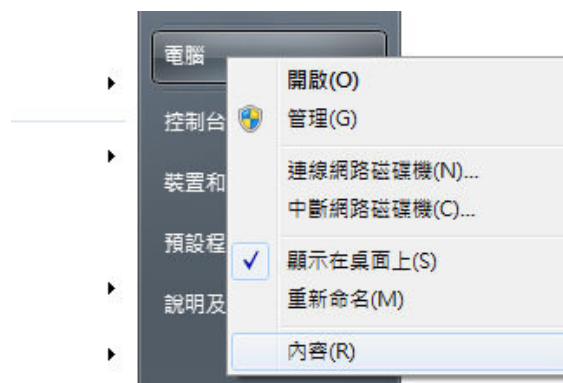 電腦
控制台
裝置和
預設程
說明及
開啟(O)
管理(G)
連線網路磁碟機(N)...
中斷網路磁碟機(C)...
顯示在桌面上(S)
重新命名(M)
內容(R)